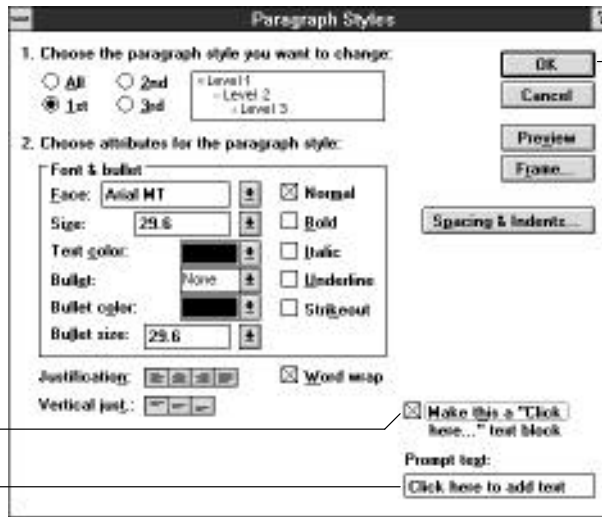 Paragraph Styles
1. Choose the paragraph style you want to change:
All 2nd
1st 3rd
Level 1
Level 2
Level 3
OK
Cancel
Preview
Frame...
Spacing & Indents...
2. Choose attributes for the paragraph style:
Font & bullet
Face: Arial MT
Size: 29.6
Text color:
Bullet: None
Bullet color:
Bullet size: 29.6
Normal
Bold
Italic
Underline
Strikeout
Justification:
Word wrap
Vertical just.:
Make this a "Click
here..." text block
Prompt text:
Click here to add text